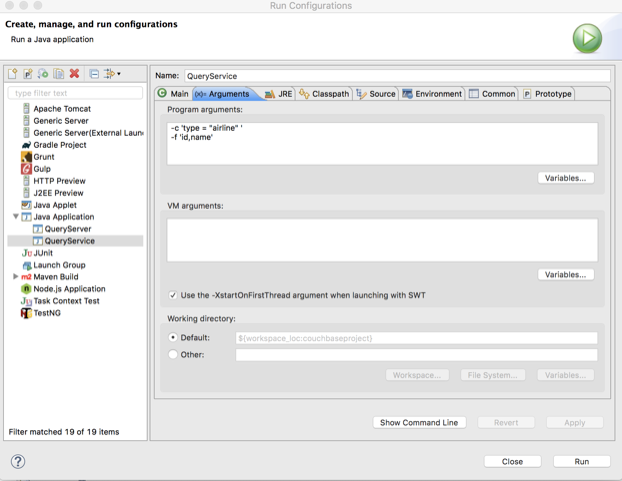 Run Configurations
Create, manage, and run configurations
Run a Java application
type filter text
Apache Tomcat
Generic Server
Generic Server(External Laun
Gradle Project
Grunt
Gulp
HTTP Preview
J2EE Preview
Java Applet
Java Application
QueryServer
QueryService
JUnit
Launch Group
Maven Build
Node.js Application
Task Context Test
TestNG
Filter matched 19 of 19 items
Name: QueryService
Main (x)= Arguments JRE Classpath Source Environment Common Prototype
Program arguments:
-c 'type = "airline" '
-f 'id,name'
Variables...
VM arguments:
Variables...
Use the -XstartOnFirstThread argument when launching with SWT
Working directory:
Default: ${workspace_loc:couchbaseproject}
Other:
Workspace... File System... Variables...
Show Command Line Revert Apply
Close Run